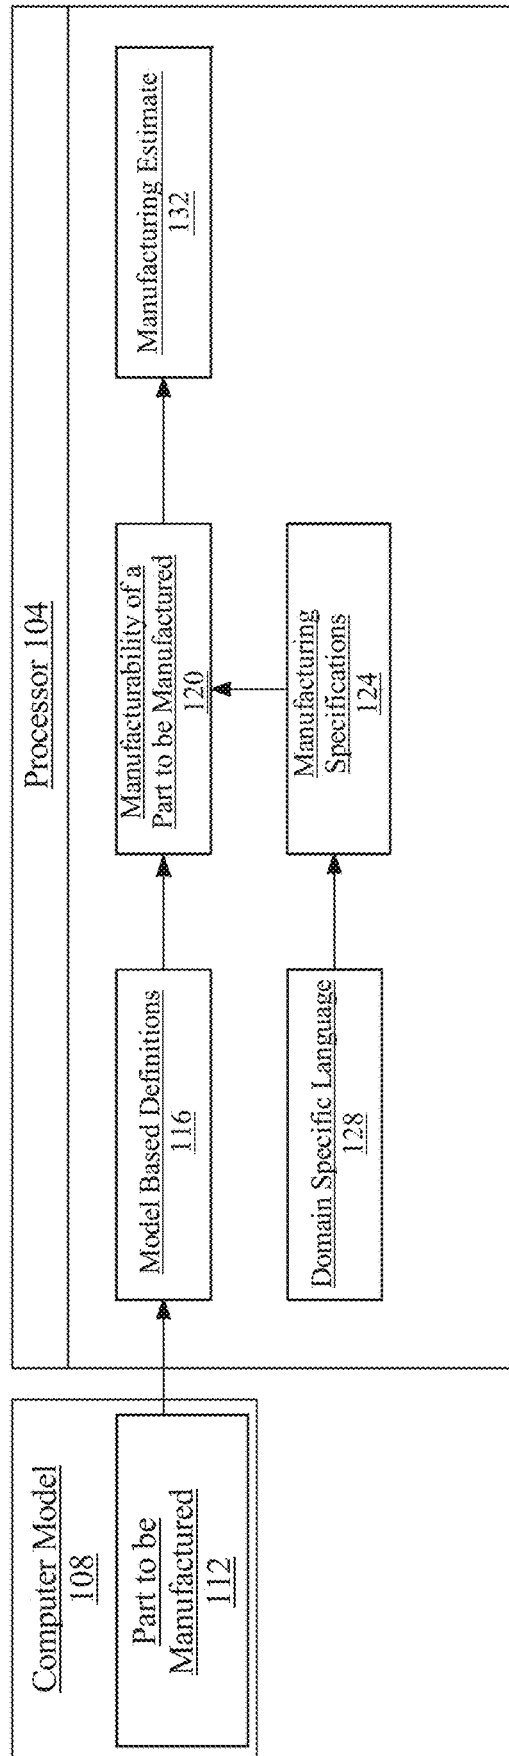 Computer Model
108
Part to be
Manufactured
112
Processor 104
Model Based Definitions
116
Manufacturability of a
Part to be Manufactured
120
Manufacturing Estimate
132
Domain Specific Language
128
Manufacturing
Specifications
124